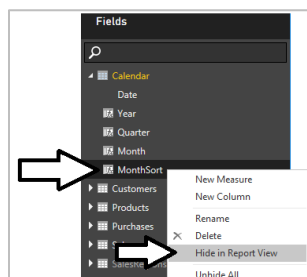 Fields
Calendar
Date
Year
Quarter
Month
MonthSort
New Measure
Customers
New Column
Products
Rename
Purchases
Delete
Hide in Report View
Unhide All